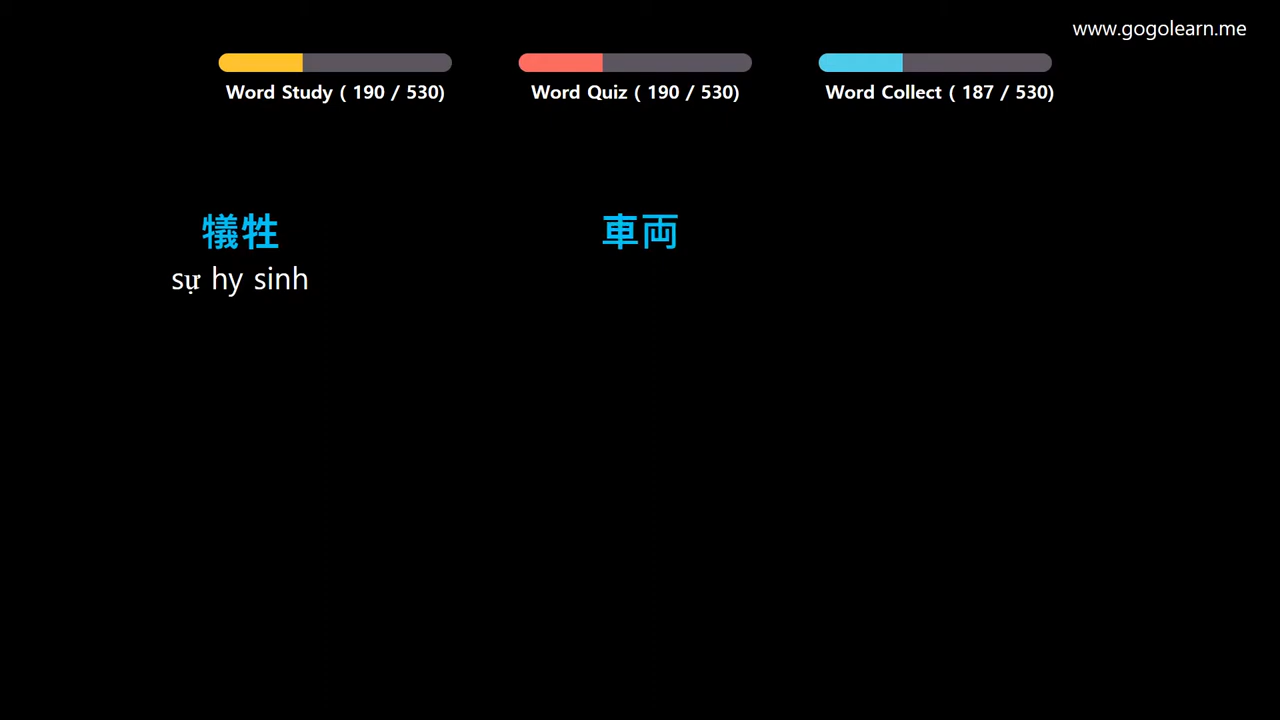 www.gogolearn.me
Word Study ( 190 / 530)
Word Quiz ( 190 / 530)
Word Collect ( 187 / 530)
犠牲
車両
sự hy sinh